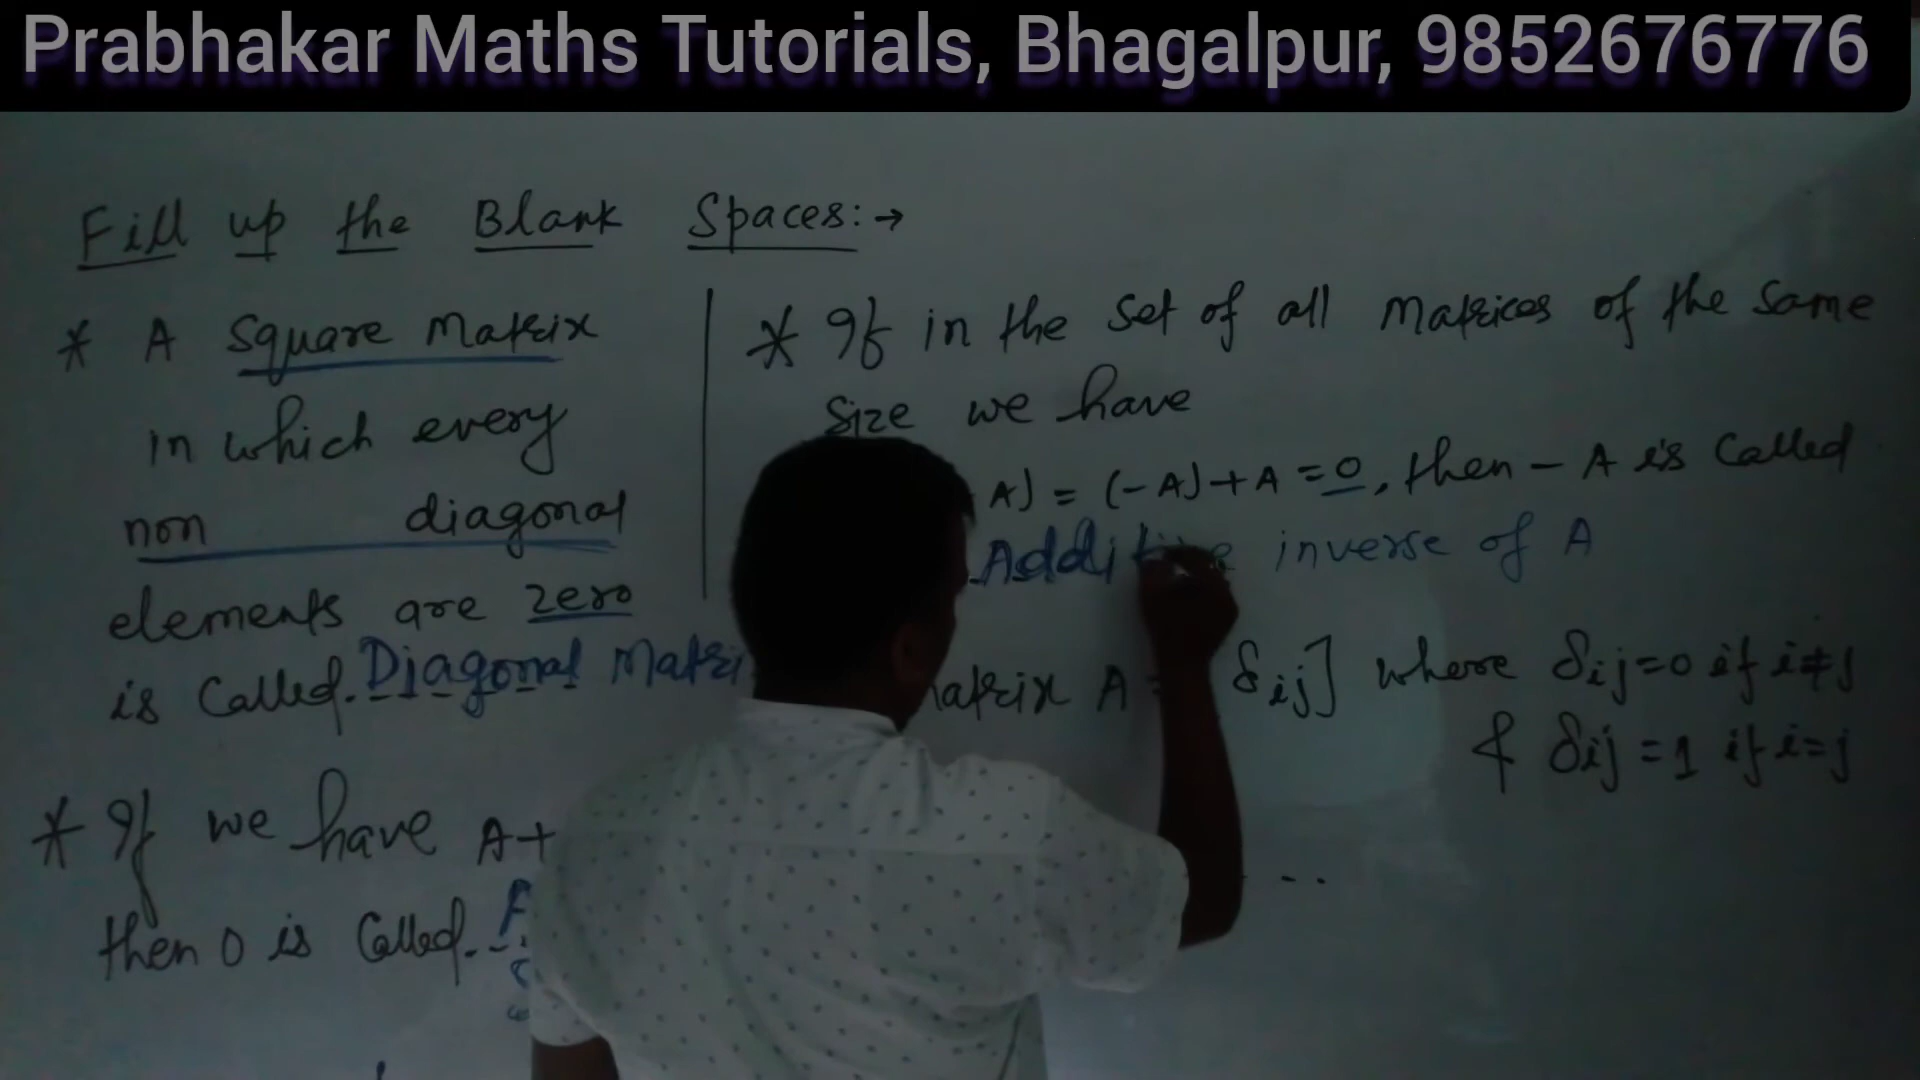 Prabhakar Maths Tutorials, Bhagalpur, 9852676776
Fill up the Blank Spaces:→
* A Square Matrix
in which every
non diagonal
elements are zero
is Called. Diagonal Matri
* If we have A+
then 0 is Called.
* If in the Set of all Matrices of the Same
Size we have
A) = (-A)+A = 0, then - A is Called
Additive inverse of A
atrix A = δij] where δij=0 if i≠j
& δij =1 if i=j